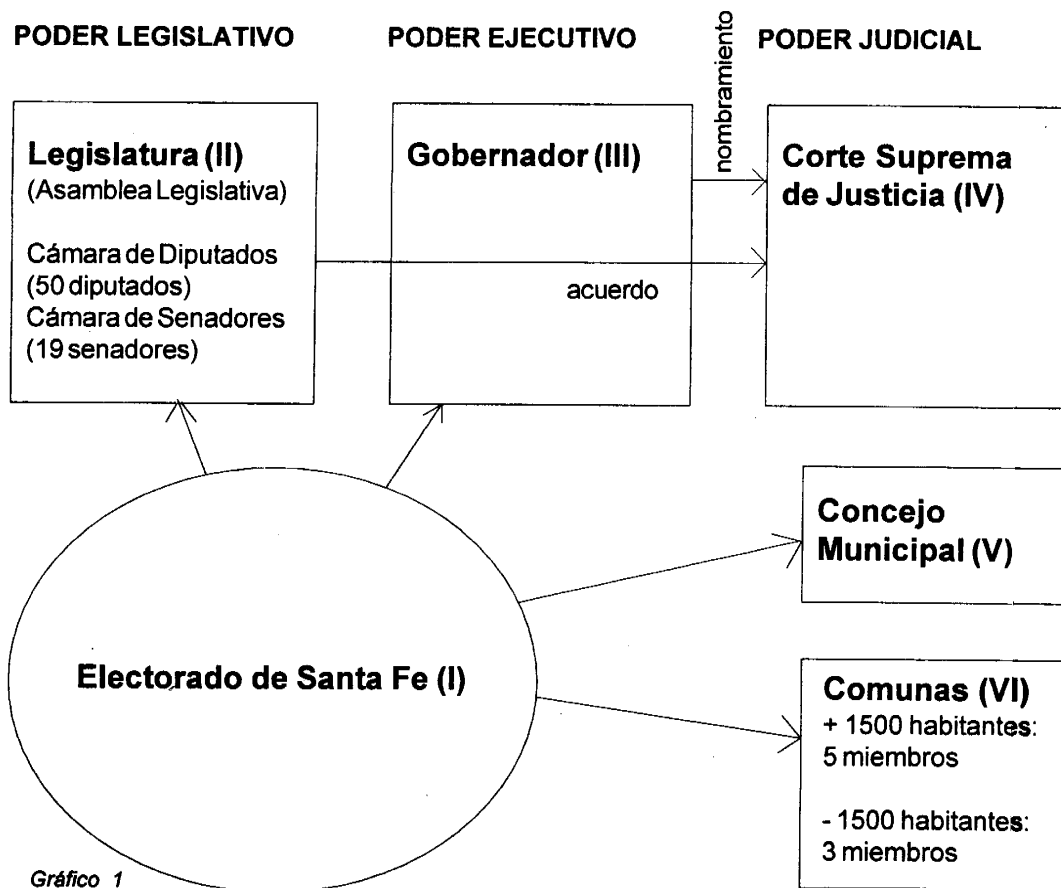 PODER LEGISLATIVO
PODER EJECUTIVO
nombramiento
PODER JUDICIAL
Legislatura (II)
(Asamblea Legislativa)
Cámara de Diputados
(50 diputados)
Cámara de Senadores
(19 senadores)
Gobernador (III)
acuerdo
Corte Suprema
de Justicia (IV)
Concejo
Municipal (V)
Electorado de Santa Fe (I)
Comunas (VI)
+ 1500 habitantes:
5 miembros
- 1500 habitantes:
3 miembros
Gráfico 1